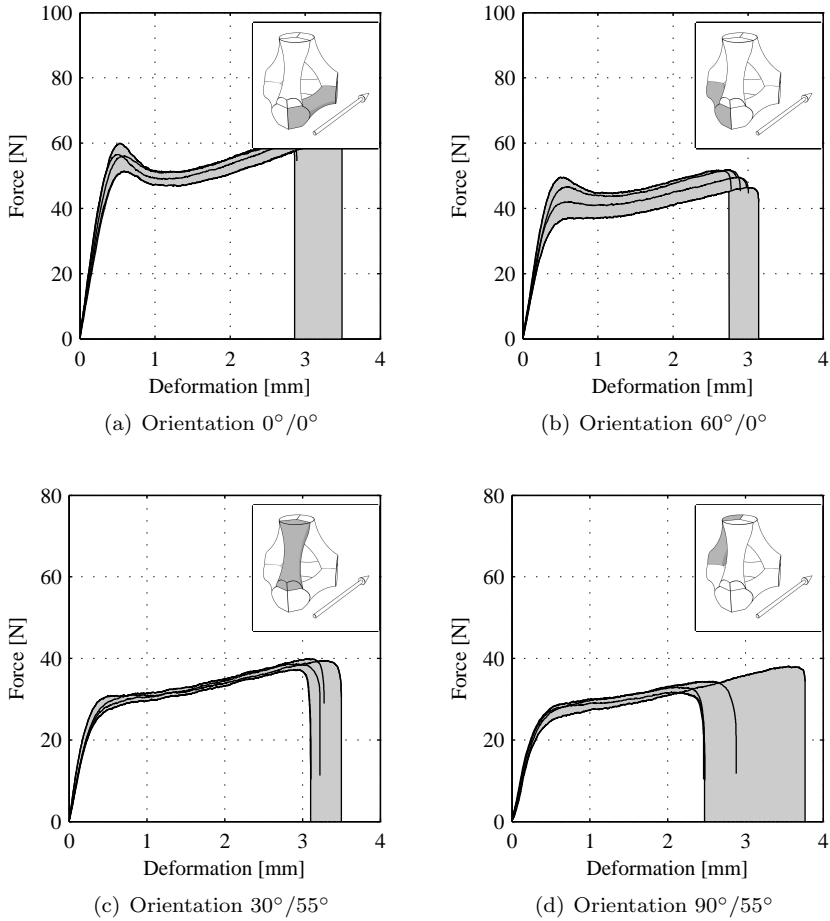 100
80
60
40
20
0
Force [N]
0 1 2 3 4
Deformation [mm]
(a) Orientation 0°/0°
100
80
60
40
20
0
Force [N]
0 1 2 3 4
Deformation [mm]
(b) Orientation 60°/0°
80
60
40
20
0
Force [N]
0 1 2 3 4
Deformation [mm]
(c) Orientation 30°/55°
80
60
40
20
0
Force [N]
0 1 2 3 4
Deformation [mm]
(d) Orientation 90°/55°